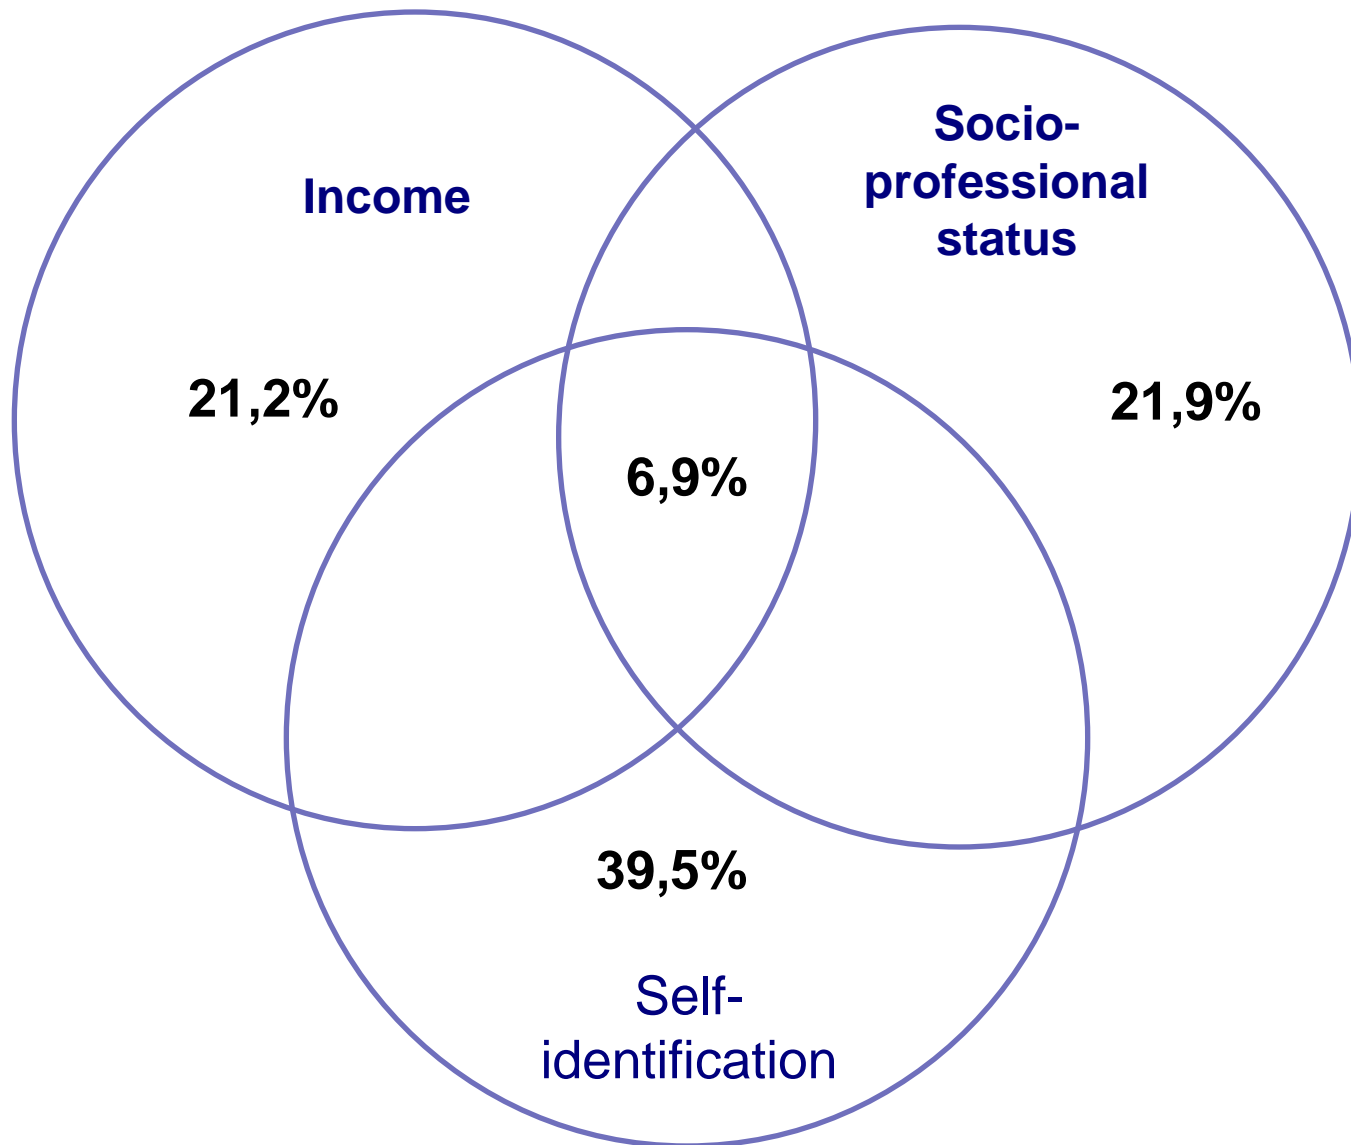 Income
Socio-
professional
status
21,2%
21,9%
6,9%
39,5%
Self-
identification